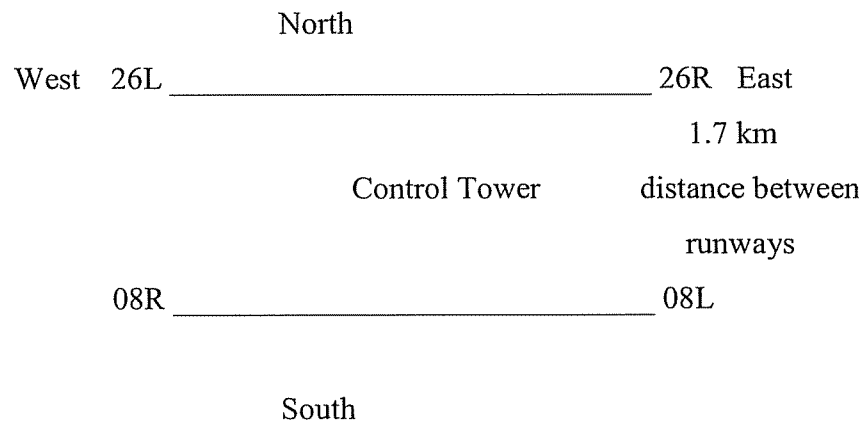 North
West 26L 26R East
1.7 km
Control Tower distance between
runways
08R 08L
South